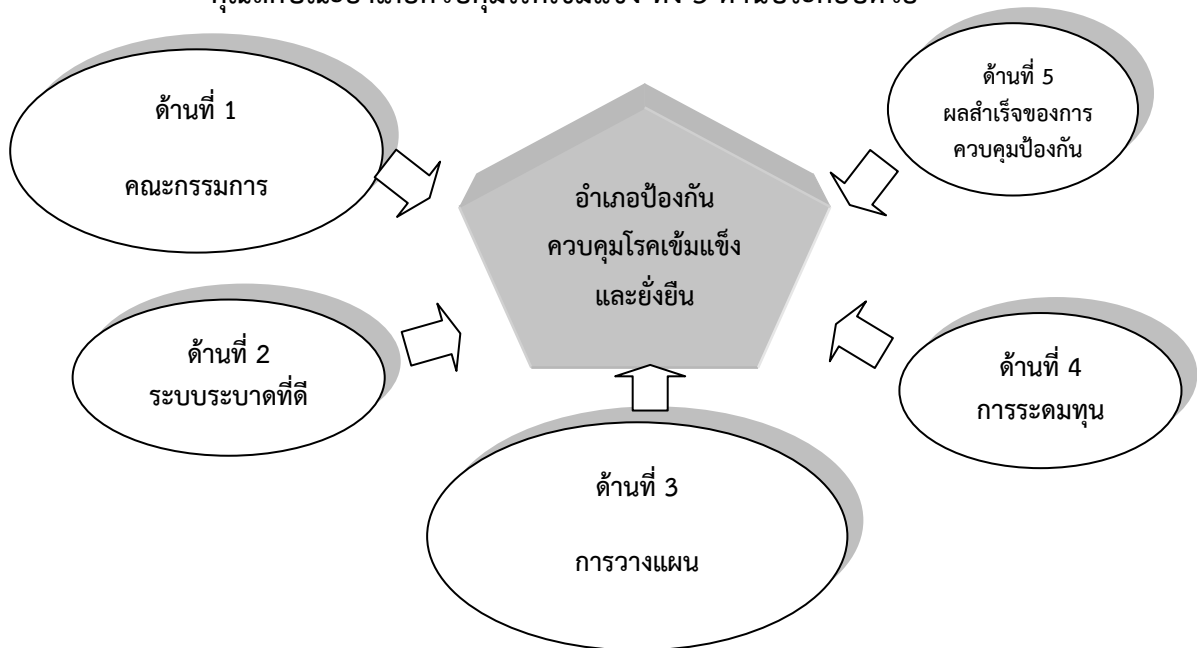 ด้านที่ 1
คณะกรรมการ
ด้านที่ 2
ระบบระบาดที่ดี
ด้านที่ 3
การวางแผน
ด้านที่ 4
การระดมทุน
ด้านที่ 5
ผลสำเร็จของการ
ควบคุมป้องกัน
อำเภอป้องกัน
ควบคุมโรคเข้มแข็ง
และยั่งยืน